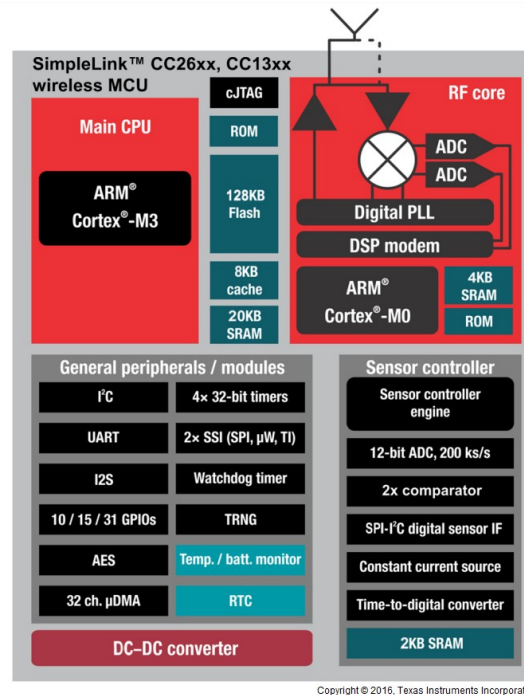 SimpleLink™ CC26xx, CC13xx
wireless MCU
cJTAG
RF core
Main CPU
ROM
ADC
ADC
ARM®
Cortex®-M3
128KB
Flash
Digital PLL
DSP modem
8KB
cache
ARM®
Cortex®-M0
4KB
SRAM
20KB
SRAM
ROM
General peripherals / modules
I²C
4× 32-bit timers
UART
2× SSI (SPI, µW, TI)
I2S
Watchdog timer
10 / 15 / 31 GPIOs
TRNG
AES
Temp. / batt. monitor
32 ch. µDMA
RTC
DC–DC converter
Sensor controller
Sensor controller
engine
12-bit ADC, 200 ks/s
2x comparator
SPI-I²C digital sensor IF
Constant current source
Time-to-digital converter
2KB SRAM
Copyright © 2016, Texas Instruments Incorporat